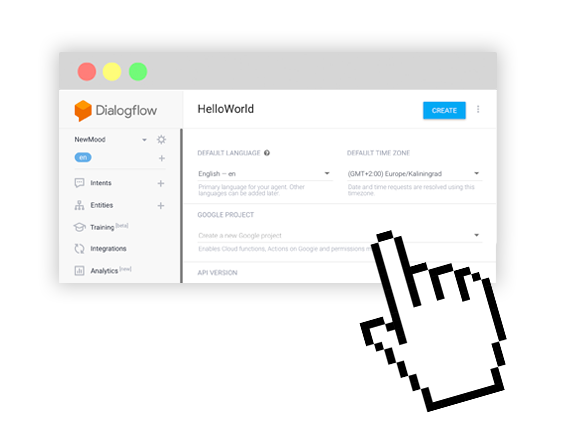 Dialogflow
HelloWorld
CREATE
NewMood
en
Intents
Entities
Training [beta]
Integrations
Analytics [new]
DEFAULT LANGUAGE
DEFAULT TIME ZONE
English – en
(GMT+2:00) Europe/Kaliningrad
Primary language for your agent. Other
languages can be added later.
Date and time requests are resolved using this
timezone.
GOOGLE PROJECT
Create a new Google project
Enables Cloud functions, Actions on Google and permissions
API VERSION